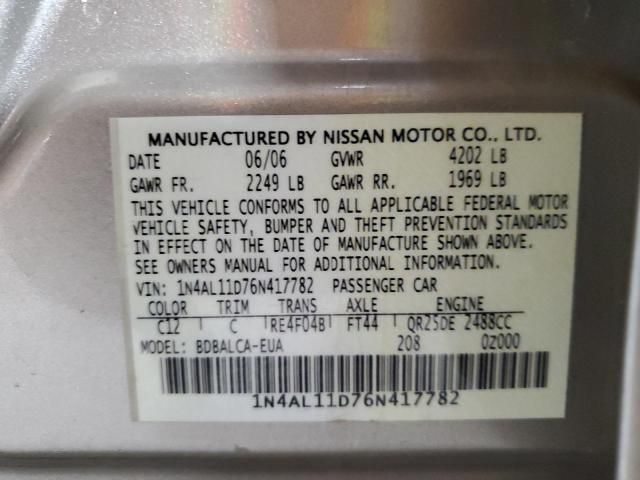 MANUFACTURED BY NISSAN MOTOR CO., LTD.
DATE 06/06 GVWR 4202 LB
GAWR FR. 2249 LB GAWR RR. 1969 LB
THIS VEHICLE CONFORMS TO ALL APPLICABLE FEDERAL MOTOR
VEHICLE SAFETY, BUMPER AND THEFT PREVENTION STANDARDS
IN EFFECT ON THE DATE OF MANUFACTURE SHOWN ABOVE.
SEE OWNERS MANUAL FOR ADDITIONAL INFORMATION.
VIN: 1N4AL11D76N417782 PASSENGER CAR
COLOR TRIM TRANS AXLE ENGINE
C12 C RE4F04B FT44 QR25DE 2488CC
MODEL: BDBALCA-EUA 208 0Z000
1N4AL11D76N417782